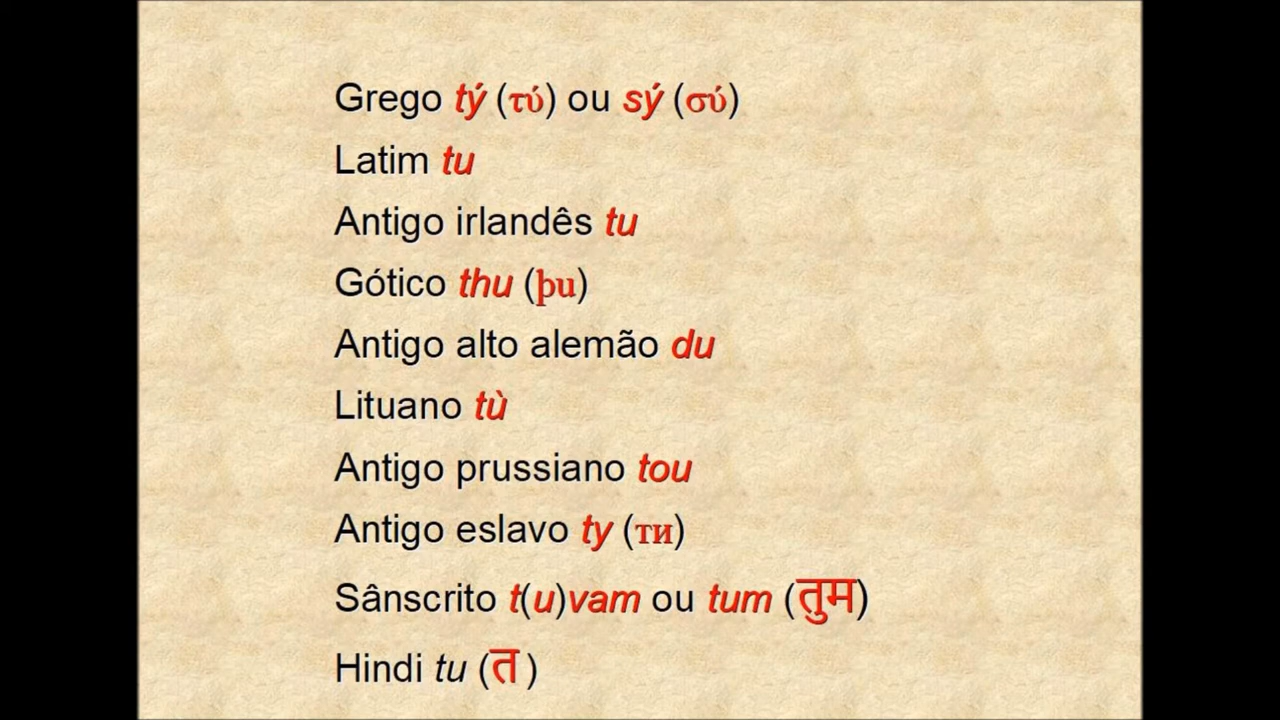 Grego tý (τύ) ou sý (σύ)
Latim tu
Antigo irlandês tu
Gótico thu (þu)
Antigo alto alemão du
Lituano tù
Antigo prussiano tou
Antigo eslavo ty (ти)
Sânscrito t(u)vam ou tum (तुम)
Hindi tu (त )